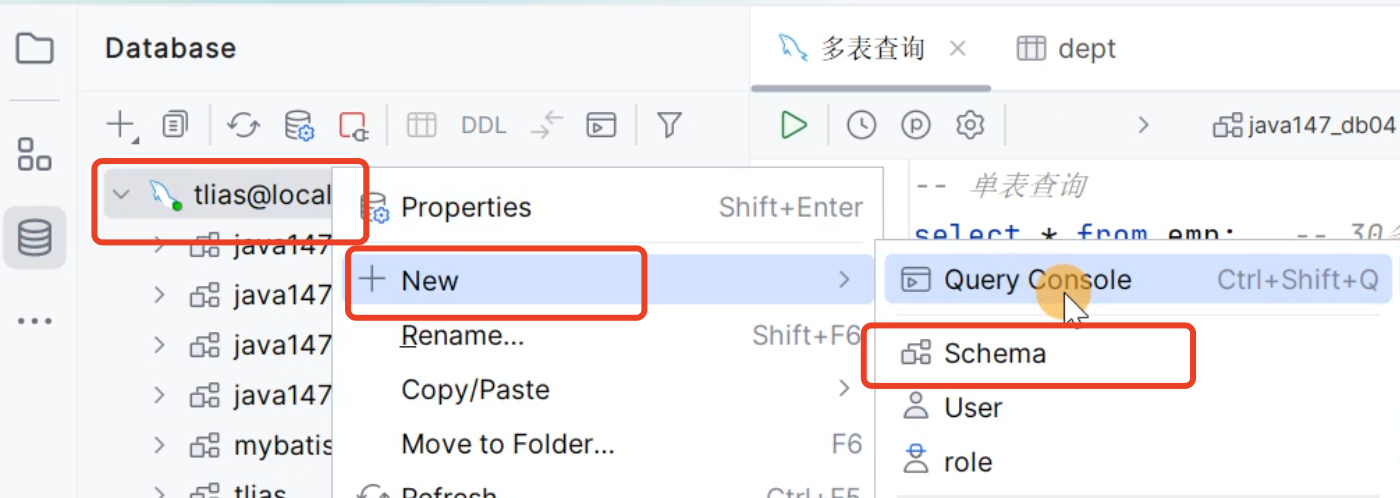 Database
多表查询
dept
DDL
java147_db04
tlias@local
Properties Shift+Enter
-- 单表查询
java147
select * from emp; -- 30
New
Query Console Ctrl+Shift+Q
java147
Rename... Shift+F6
java147
Schema
Copy/Paste
java147
User
Move to Folder... F6
mybatis
role
Refresh Ctrl+F5
tlias